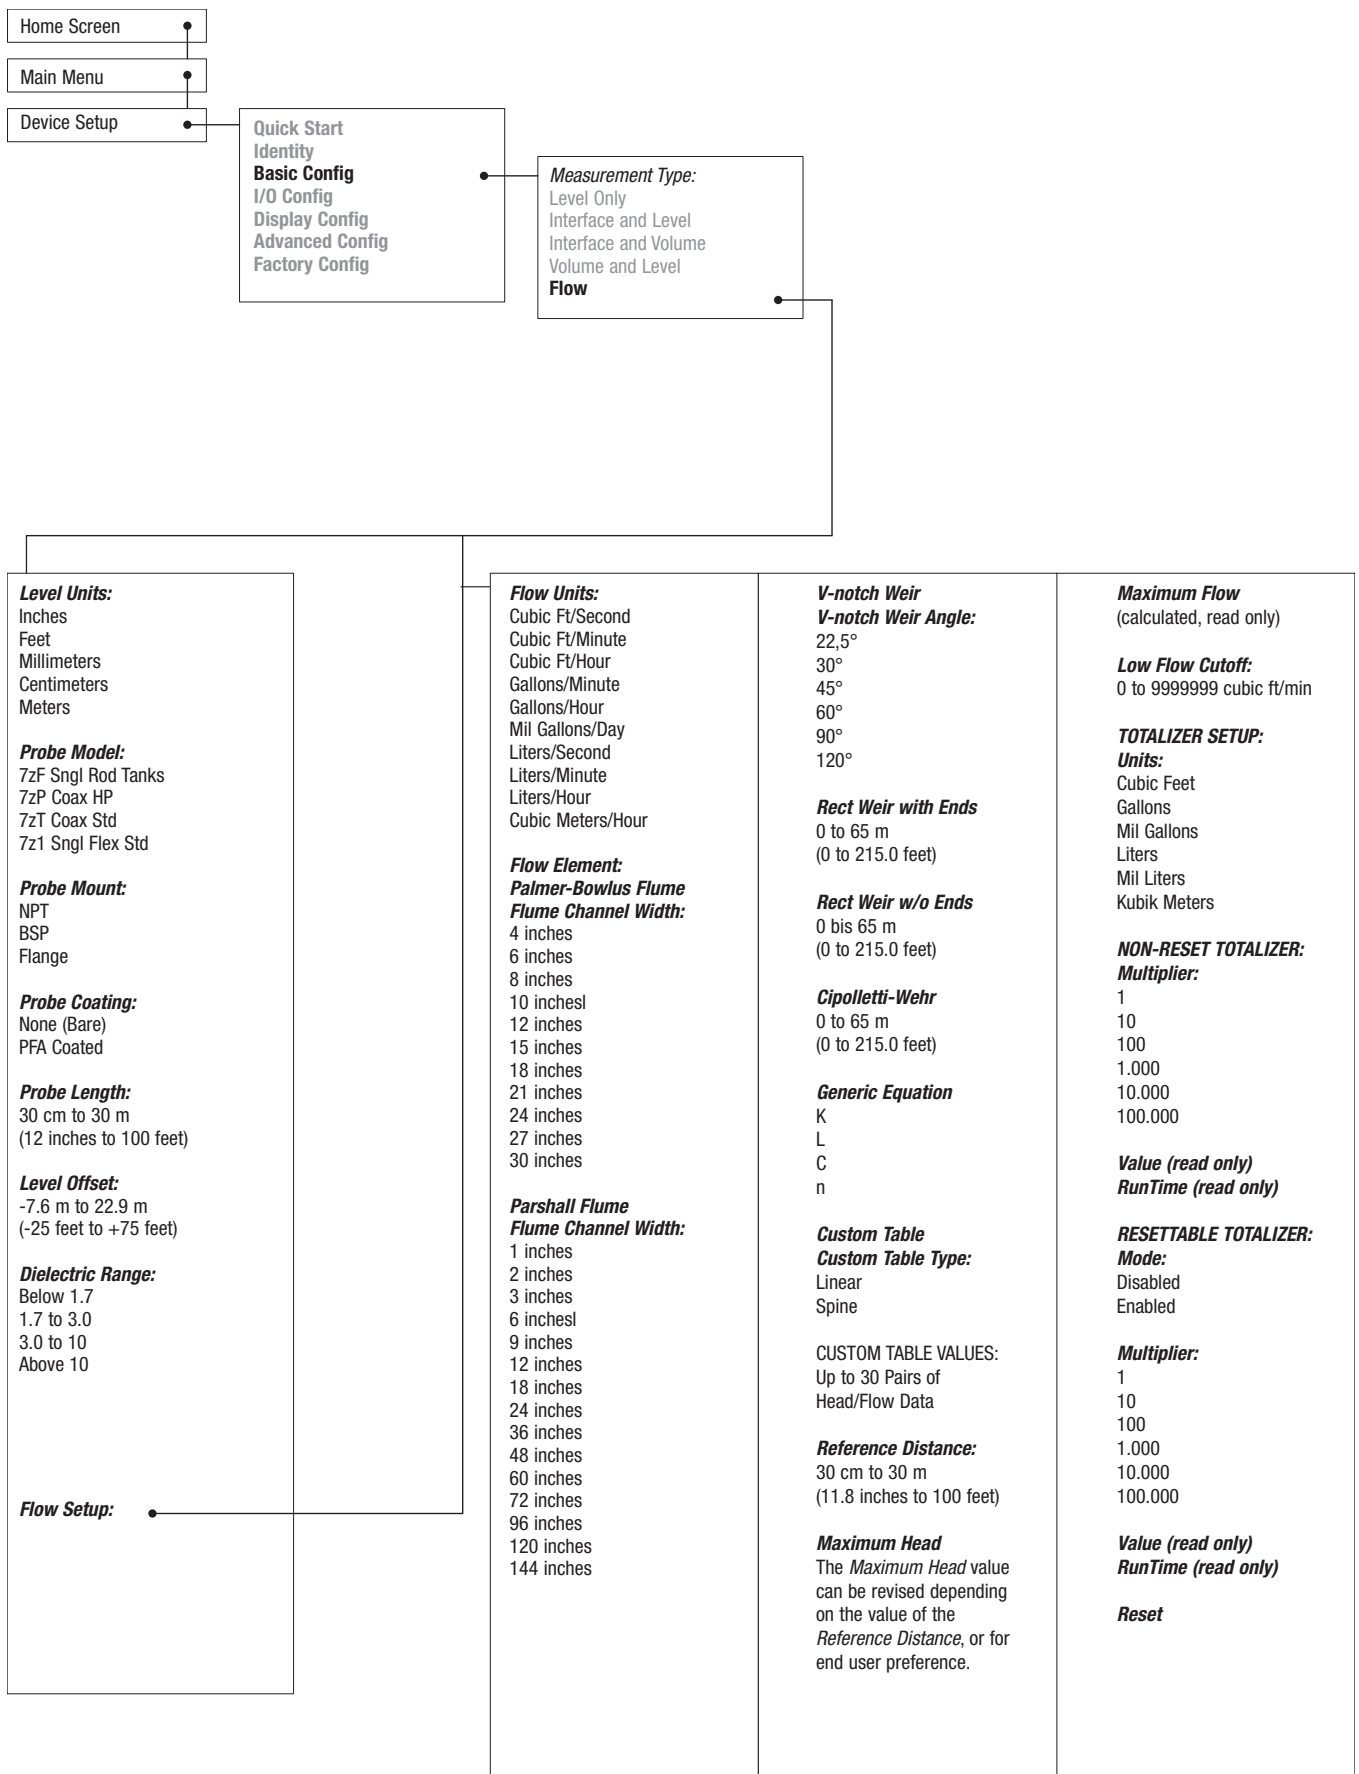 Home Screen
Main Menu
Device Setup
Quick Start
Identity
Basic Config
I/O Config
Display Config
Advanced Config
Factory Config
Measurement Type:
Level Only
Interface and Level
Interface and Volume
Volume and Level
Flow
Level Units:
Inches
Feet
Millimeters
Centimeters
Meters
Probe Model:
7zF Sngl Rod Tanks
7zP Coax HP
7zT Coax Std
7z1 Sngl Flex Std
Probe Mount:
NPT
BSP
Flange
Probe Coating:
None (Bare)
PFA Coated
Probe Length:
30 cm to 30 m
(12 inches to 100 feet)
Level Offset:
-7.6 m to 22.9 m
(-25 feet to +75 feet)
Dielectric Range:
Below 1.7
1.7 to 3.0
3.0 to 10
Above 10
Flow Setup:
Flow Units:
Cubic Ft/Second
Cubic Ft/Minute
Cubic Ft/Hour
Gallons/Minute
Gallons/Hour
Mil Gallons/Day
Liters/Second
Liters/Minute
Liters/Hour
Cubic Meters/Hour
Flow Element:
Palmer-Bowlus Flume
Flume Channel Width:
4 inches
6 inches
8 inches
10 inchesl
12 inches
15 inches
18 inches
21 inches
24 inches
27 inches
30 inches
Parshall Flume
Flume Channel Width:
1 inches
2 inches
3 inches
6 inchesl
9 inches
12 inches
18 inches
24 inches
36 inches
48 inches
60 inches
72 inches
96 inches
120 inches
144 inches
V-notch Weir
V-notch Weir Angle:
22,5°
30°
45°
60°
90°
120°
Rect Weir with Ends
0 to 65 m
(0 to 215.0 feet)
Rect Weir w/o Ends
0 bis 65 m
(0 to 215.0 feet)
Cipolletti-Wehr
0 to 65 m
(0 to 215.0 feet)
Generic Equation
K
L
C
n
Custom Table
Custom Table Type:
Linear
Spine
CUSTOM TABLE VALUES:
Up to 30 Pairs of
Head/Flow Data
Reference Distance:
30 cm to 30 m
(11.8 inches to 100 feet)
Maximum Head
The Maximum Head value
can be revised depending
on the value of the
Reference Distance, or for
end user preference.
Maximum Flow
(calculated, read only)
Low Flow Cutoff:
0 to 9999999 cubic ft/min
TOTALIZER SETUP:
Units:
Cubic Feet
Gallons
Mil Gallons
Liters
Mil Liters
Kubik Meters
NON-RESET TOTALIZER:
Multiplier:
1
10
100
1.000
10.000
100.000
Value (read only)
RunTime (read only)
RESETTABLE TOTALIZER:
Mode:
Disabled
Enabled
Multiplier:
1
10
100
1.000
10.000
100.000
Value (read only)
RunTime (read only)
Reset